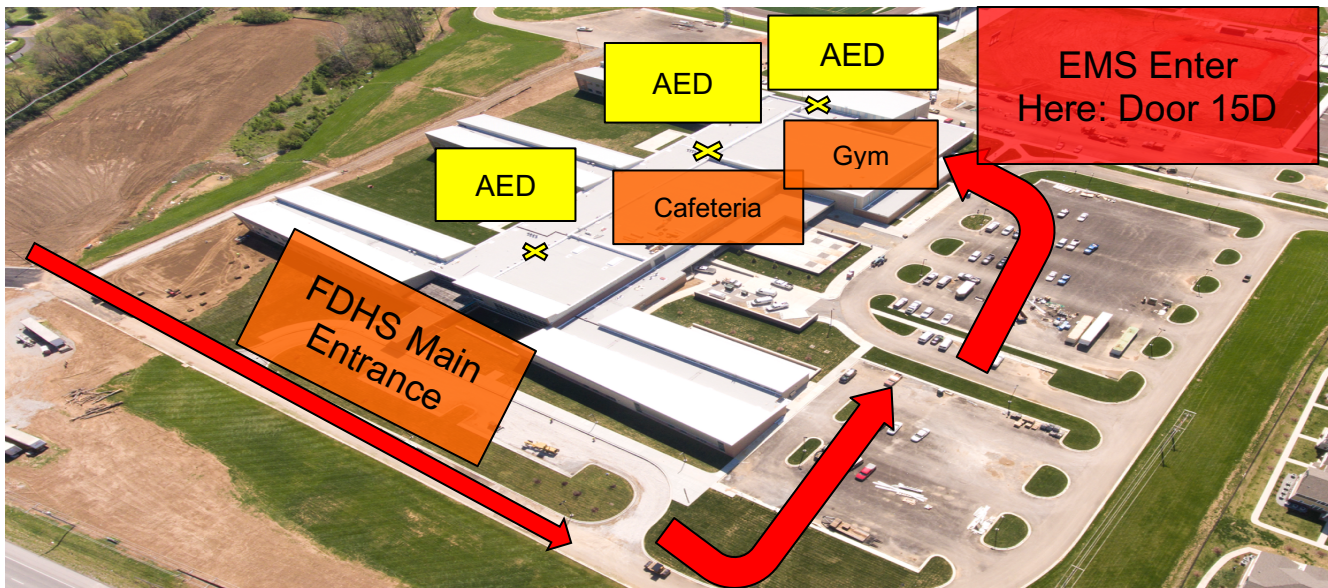 AED
AED
EMS Enter
Here: Door 15D
Gym
AED
Cafeteria
FDHS Main
Entrance